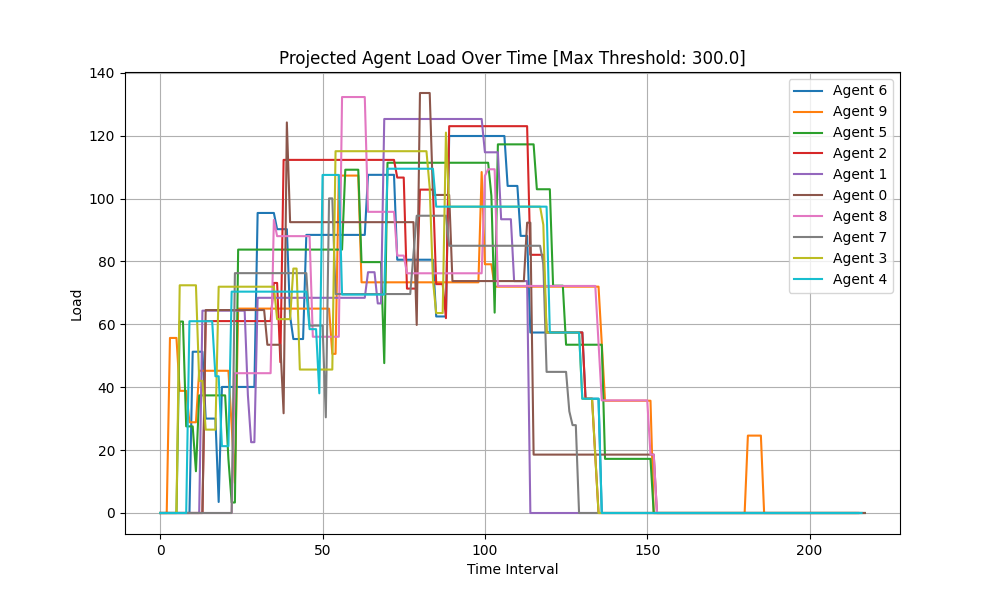 Projected Agent Load Over Time [Max Threshold: 300.0]
140
120
100
80
60
40
20
0
Load
0 50 100 150 200
Time Interval
Agent 6
Agent 9
Agent 5
Agent 2
Agent 1
Agent 0
Agent 8
Agent 7
Agent 3
Agent 4